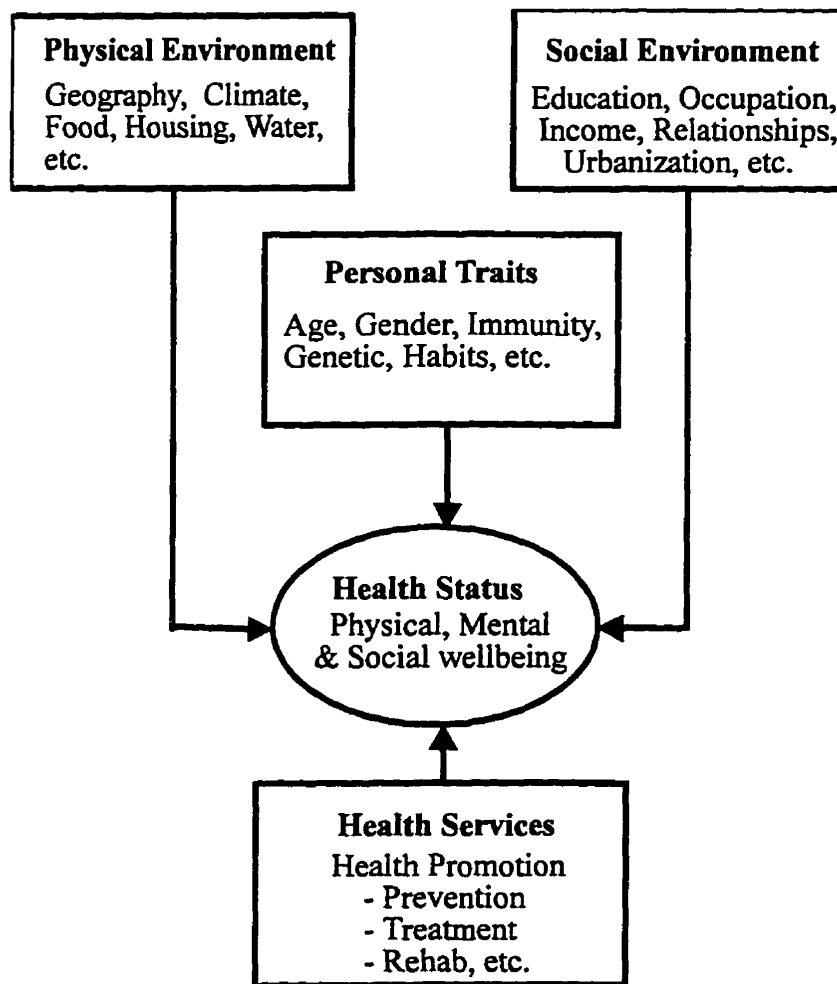 Physical Environment
Geography, Climate,
Food, Housing, Water,
etc.
Social Environment
Education, Occupation,
Income, Relationships,
Urbanization, etc.
Personal Traits
Age, Gender, Immunity,
Genetic, Habits, etc.
Health Status
Physical, Mental
& Social wellbeing
Health Services
Health Promotion
- Prevention
- Treatment
- Rehab, etc.